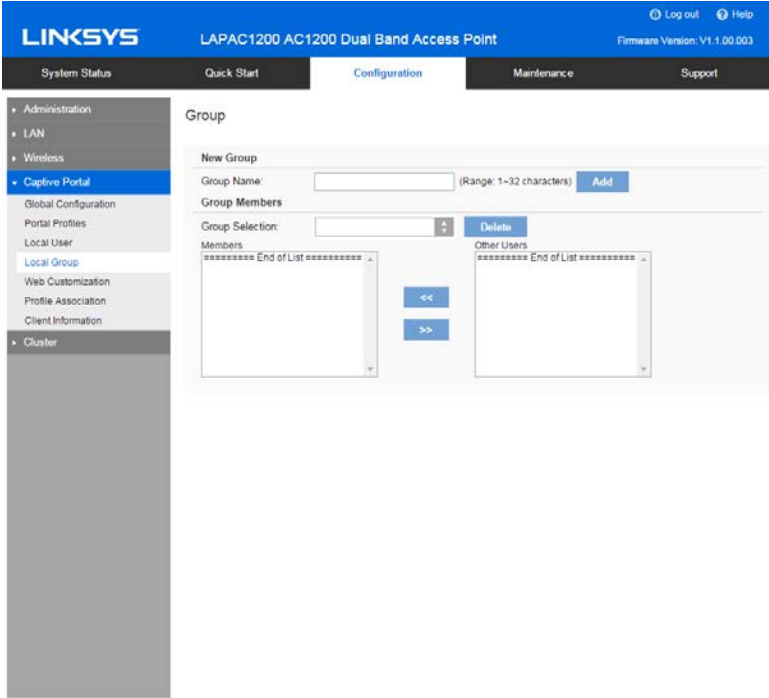 Log out Help
LINKSYS LAPAC1200 AC1200 Dual Band Access Point Firmware Version: V1.1.00.003
System Status Quick Start Configuration Maintenance Support
Administration
LAN
Wireless
Captive Portal
Global Configuration
Portal Profiles
Local User
Local Group
Web Customization
Profile Association
Client Information
Cluster
Group
New Group
Group Name: (Range: 1~32 characters) Add
Group Members
Group Selection: Delete
Members Other Users
========= End of List ========== ========= End of List ==========
<<
>>